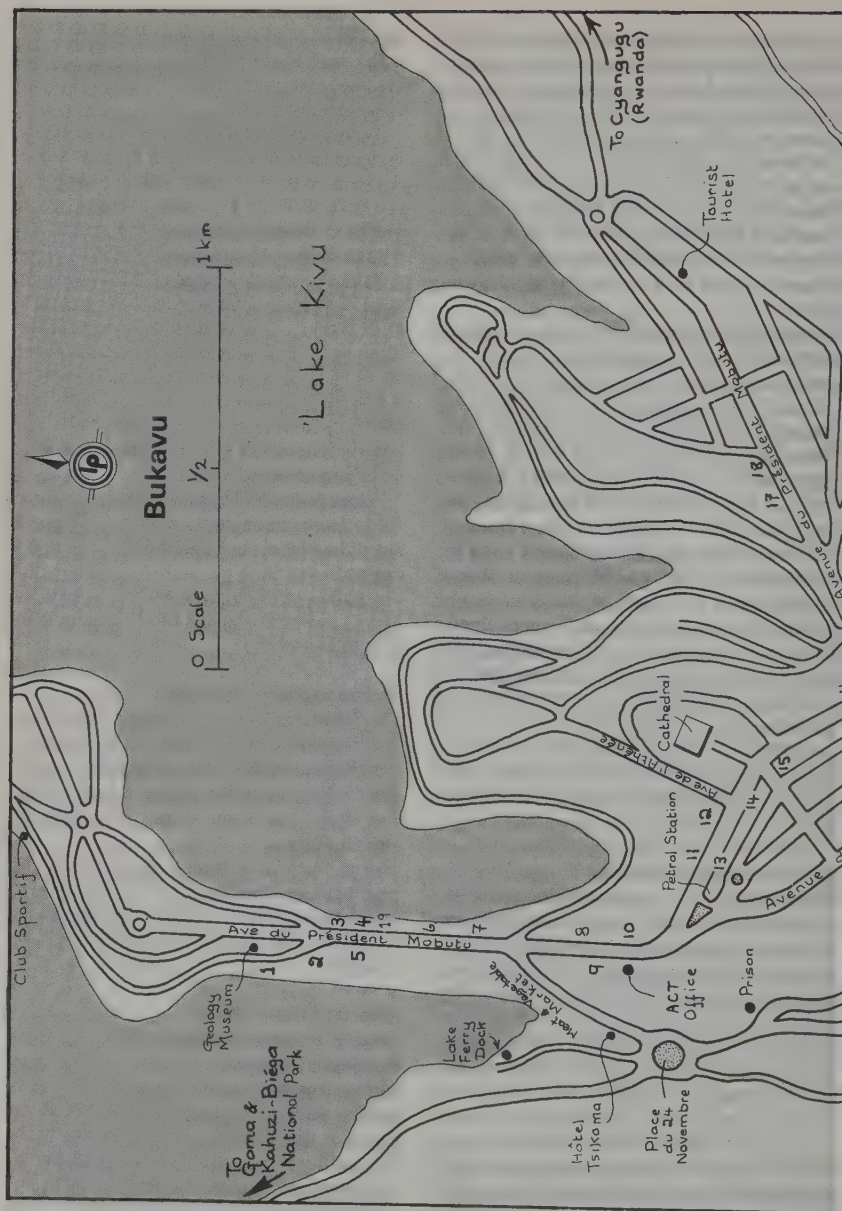 lp
Bukavu
0 Scale
1/2
1 km
Lake Kivu
To Cyangugu
(Rwanda)
Tourist
Hotel
Avenue du Président Mobutu
17
18
Club Sportif
Geology
Museum
To
Goma &
Kahuzi-Biéga
National Park
Ave du Président Mobutu
1
2
3
4
5
19
6
7
8
9
10
Vegetable
Meat Market
Lake
Ferry
Dock
Hôtel
Tsikoma
Place
du 24
Novembre
ACT
Office
Prison
Petrol Station
11
12
13
14
15
Ave de l'Athénée
Cathedral
Avenue
Avenue